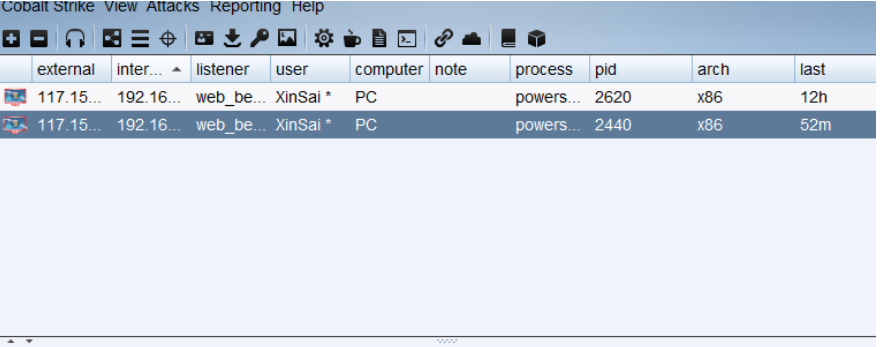 Cobalt Strike View Attacks Reporting Help
external inter... listener user computer note process pid arch last
117.15... 192.16... web_be... XinSai * PC powers... 2620 x86 12h
117.15... 192.16... web_be... XinSai * PC powers... 2440 x86 52m